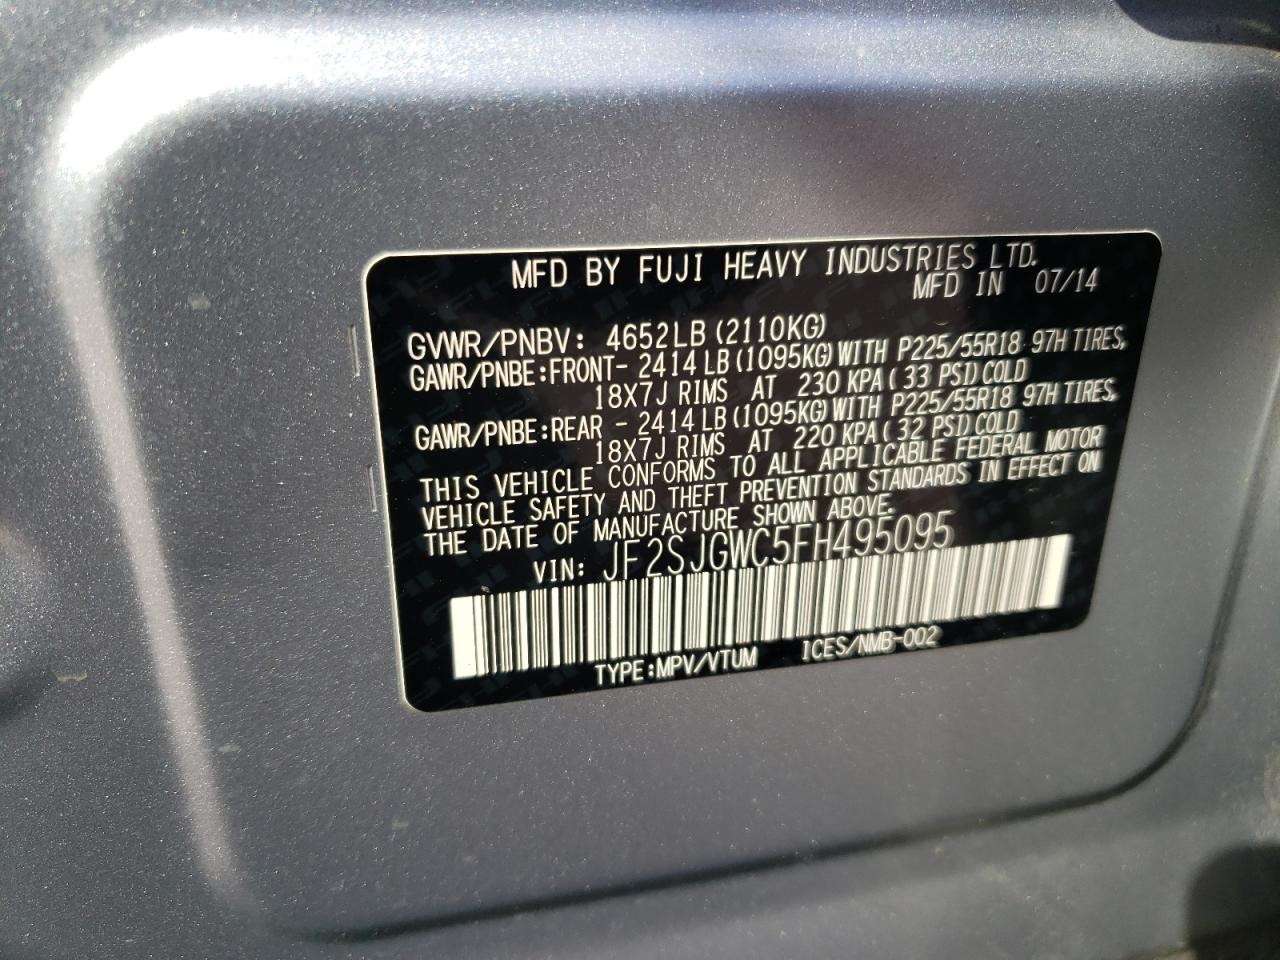 MFD BY FUJI HEAVY INDUSTRIES LTD.
MFD IN 07/14
GVWR/PNBV: 4652LB (2110KG)
GAWR/PNBE:FRONT- 2414 LB (1095KG) WITH P225/55R18 97H TIRES,
18X7J RIMS AT 230 KPA ( 33 PSI) COLD
GAWR/PNBE:REAR - 2414 LB (1095KG) WITH P225/55R18 97H TIRES,
18X7J RIMS AT 220 KPA ( 32 PSI) COLD
THIS VEHICLE CONFORMS TO ALL APPLICABLE FEDERAL MOTOR
VEHICLE SAFETY AND THEFT PREVENTION STANDARDS IN EFFECT ON
THE DATE OF MANUFACTURE SHOWN ABOVE.
VIN: JF2SJGWC5FH495095
TYPE:MPV/VTUM ICES/NMB-002